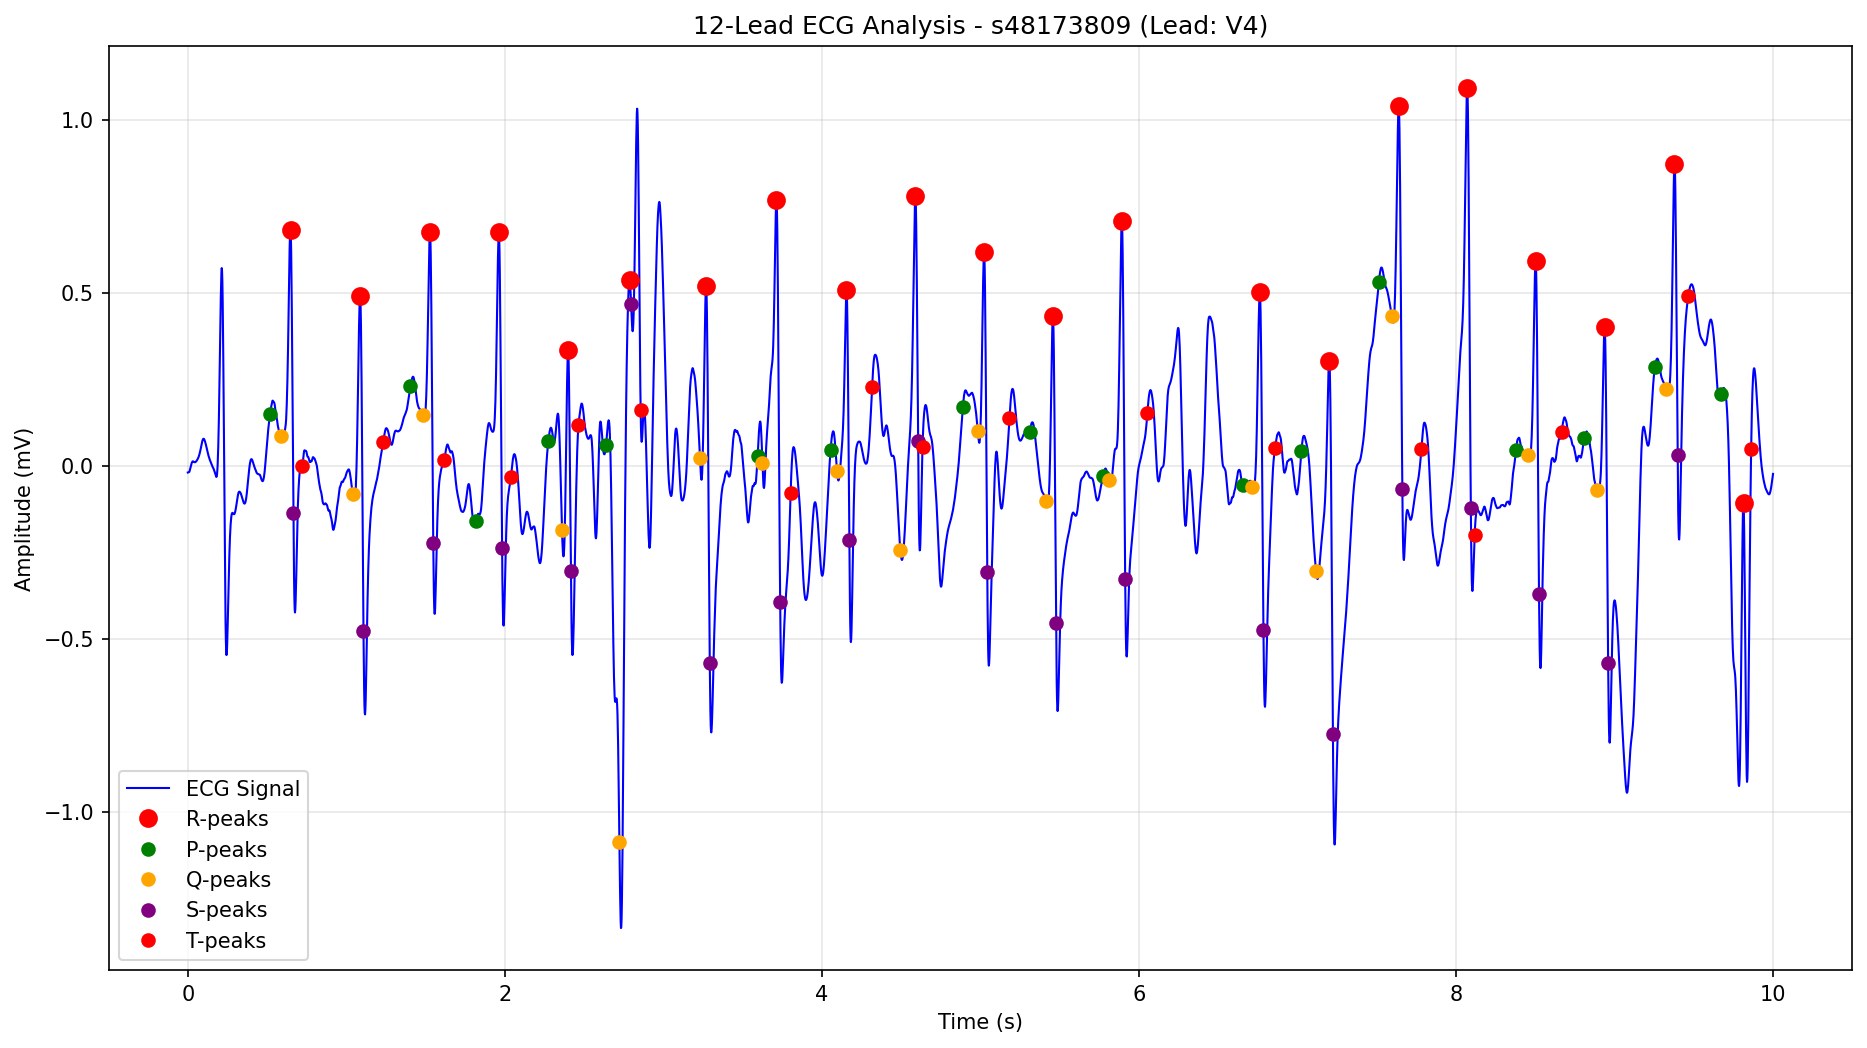 12-Lead ECG Analysis - s48173809 (Lead: V4)
Amplitude (mV)
1.0
0.5
0.0
−0.5
−1.0
ECG Signal
R-peaks
P-peaks
Q-peaks
S-peaks
T-peaks
0 2 4 6 8 10
Time (s)